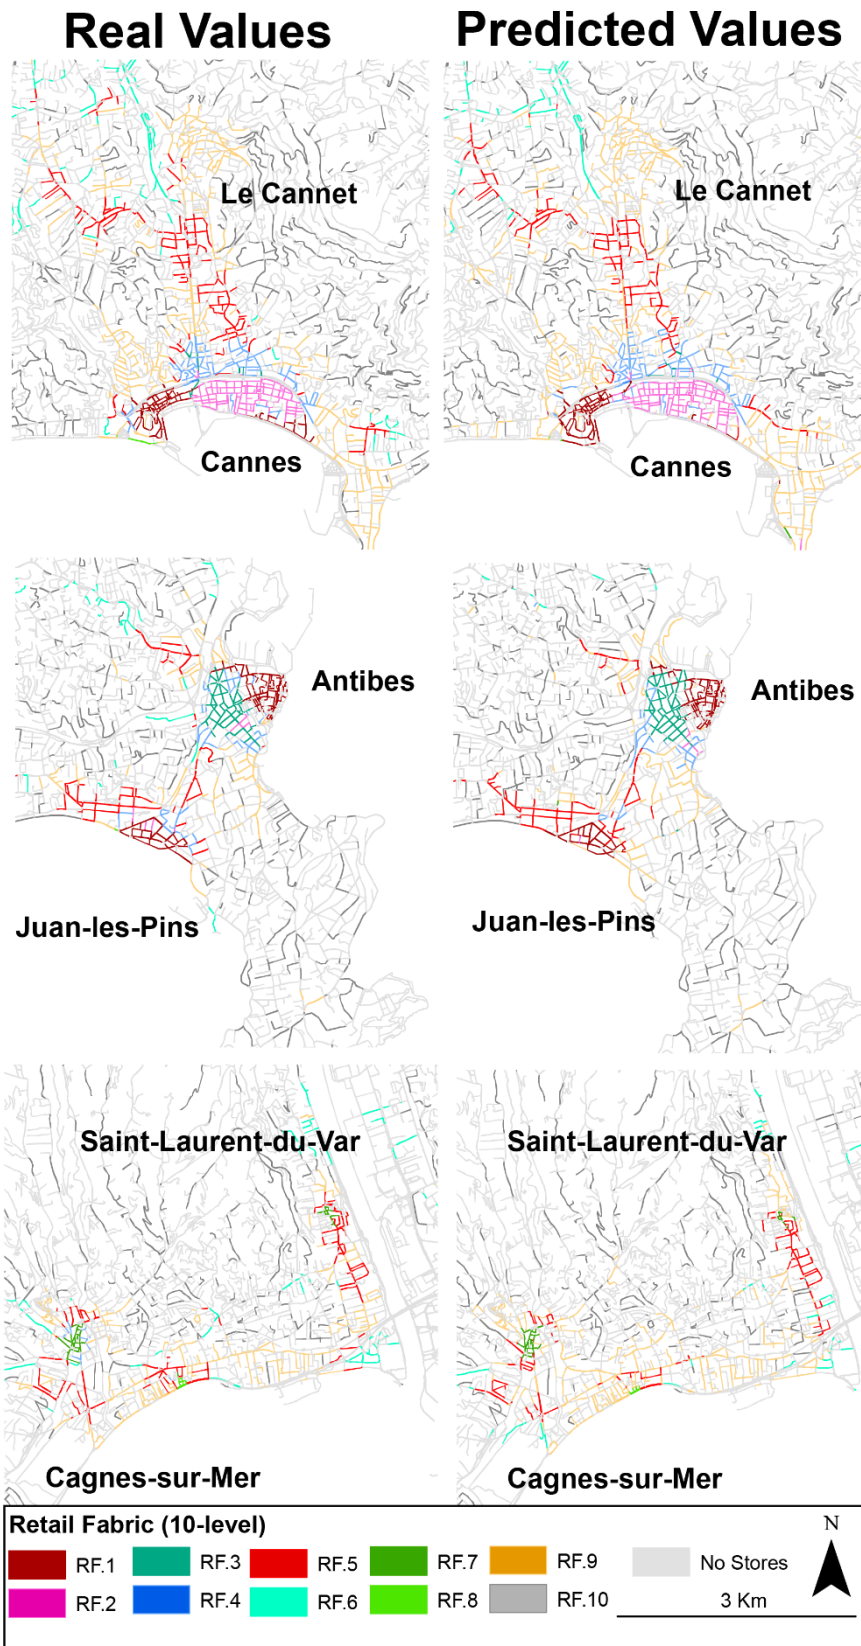 Real Values
Predicted Values
Le Cannet
Le Cannet
Cannes
Cannes
Antibes
Antibes
Juan-les-Pins
Juan-les-Pins
Saint-Laurent-du-Var
Saint-Laurent-du-Var
Cagnes-sur-Mer
Cagnes-sur-Mer
Retail Fabric (10-level)
RF.1 RF.3 RF.5 RF.7 RF.9 No Stores
RF.2 RF.4 RF.6 RF.8 RF.10 3 Km
N